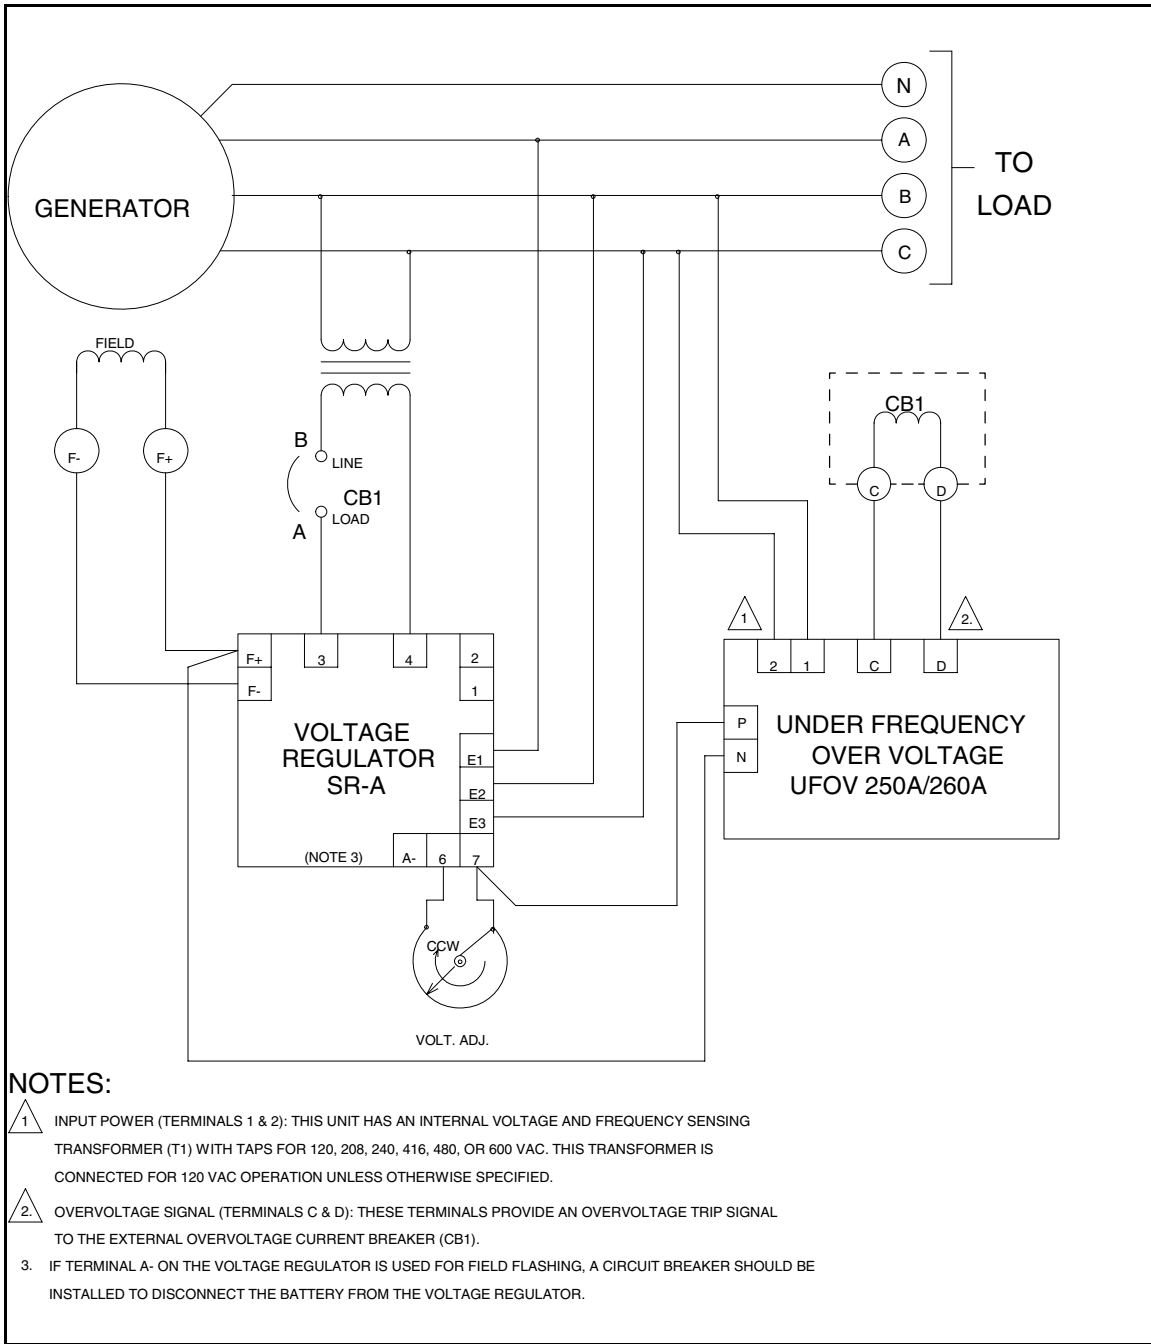 N
A
TO
GENERATOR
B
LOAD
C
FIELD
CB1
B
F-
F+
LINE
CB1
C
D
LOAD
A
1
2.
F+
3
4
2
2
1
C
D
F-
1
VOLTAGE
REGULATOR
SR-A
P
N
UNDER FREQUENCY
OVER VOLTAGE
UFOV 250A/260A
E1
E2
E3
(NOTE 3)
A-
6
7
CCW
VOLT. ADJ.
NOTES:
1 INPUT POWER (TERMINALS 1 & 2): THIS UNIT HAS AN INTERNAL VOLTAGE AND FREQUENCY SENSING
TRANSFORMER (T1) WITH TAPS FOR 120, 208, 240, 416, 480, OR 600 VAC. THIS TRANSFORMER IS
CONNECTED FOR 120 VAC OPERATION UNLESS OTHERWISE SPECIFIED.
2. OVERVOLTAGE SIGNAL (TERMINALS C & D): THESE TERMINALS PROVIDE AN OVERVOLTAGE TRIP SIGNAL
TO THE EXTERNAL OVERVOLTAGE CURRENT BREAKER (CB1).
3. IF TERMINAL A- ON THE VOLTAGE REGULATOR IS USED FOR FIELD FLASHING, A CIRCUIT BREAKER SHOULD BE
INSTALLED TO DISCONNECT THE BATTERY FROM THE VOLTAGE REGULATOR.